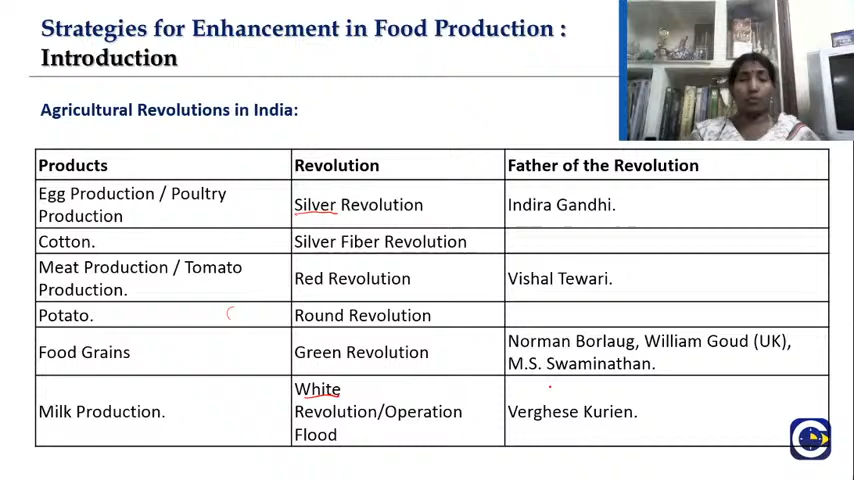 Strategies for Enhancement in Food Production :
Introduction
Agricultural Revolutions in India:
Products Revolution Father of the Revolution
Egg Production / Poultry
Production
Silver Revolution Indira Gandhi.
Cotton. Silver Fiber Revolution
Meat Production / Tomato
Production.
Red Revolution Vishal Tewari.
Potato. Round Revolution
Food Grains Green Revolution
Norman Borlaug, William Goud (UK),
M.S. Swaminathan.
Milk Production.
White
Revolution/Operation
Flood
Verghese Kurien.